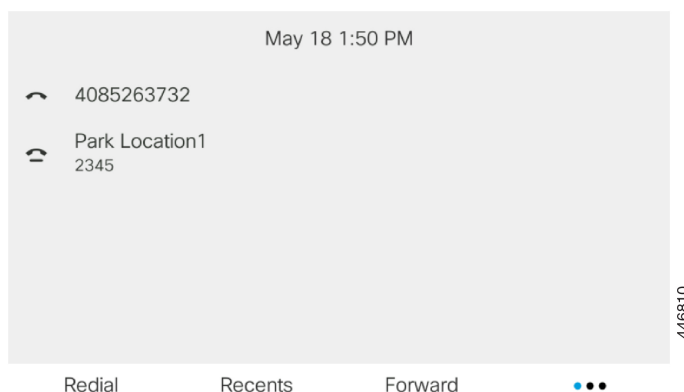 May 18 1:50 PM
4085263732
Park Location1
2345
446810
Redial Recents Forward